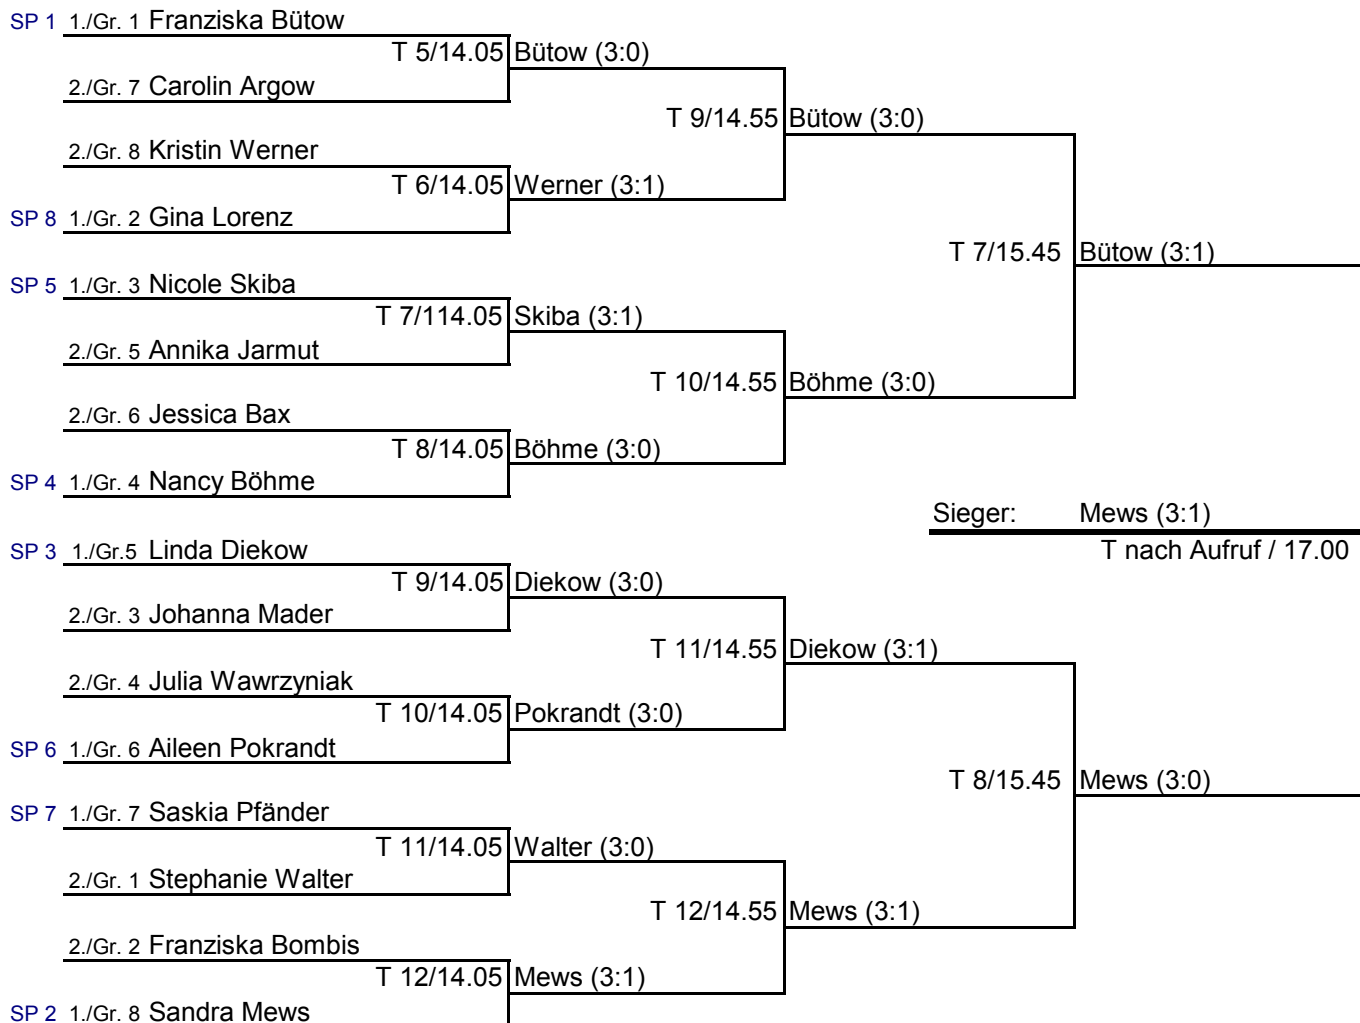 SP 1 1./Gr. 1 Franziska Bütow
T 5/14.05 Bütow (3:0)
2./Gr. 7 Carolin Argow
T 9/14.55 Bütow (3:0)
2./Gr. 8 Kristin Werner
T 6/14.05 Werner (3:1)
SP 8 1./Gr. 2 Gina Lorenz
T 7/15.45 Bütow (3:1)
SP 5 1./Gr. 3 Nicole Skiba
T 7/114.05 Skiba (3:1)
2./Gr. 5 Annika Jarmut
T 10/14.55 Böhme (3:0)
2./Gr. 6 Jessica Bax
T 8/14.05 Böhme (3:0)
SP 4 1./Gr. 4 Nancy Böhme
Sieger: Mews (3:1)
SP 3 1./Gr.5 Linda Diekow
T nach Aufruf / 17.00
T 9/14.05 Diekow (3:0)
2./Gr. 3 Johanna Mader
T 11/14.55 Diekow (3:1)
2./Gr. 4 Julia Wawrzyniak
T 10/14.05 Pokrandt (3:0)
SP 6 1./Gr. 6 Aileen Pokrandt
T 8/15.45 Mews (3:0)
SP 7 1./Gr. 7 Saskia Pfänder
T 11/14.05 Walter (3:0)
2./Gr. 1 Stephanie Walter
T 12/14.55 Mews (3:1)
2./Gr. 2 Franziska Bombis
T 12/14.05 Mews (3:1)
SP 2 1./Gr. 8 Sandra Mews